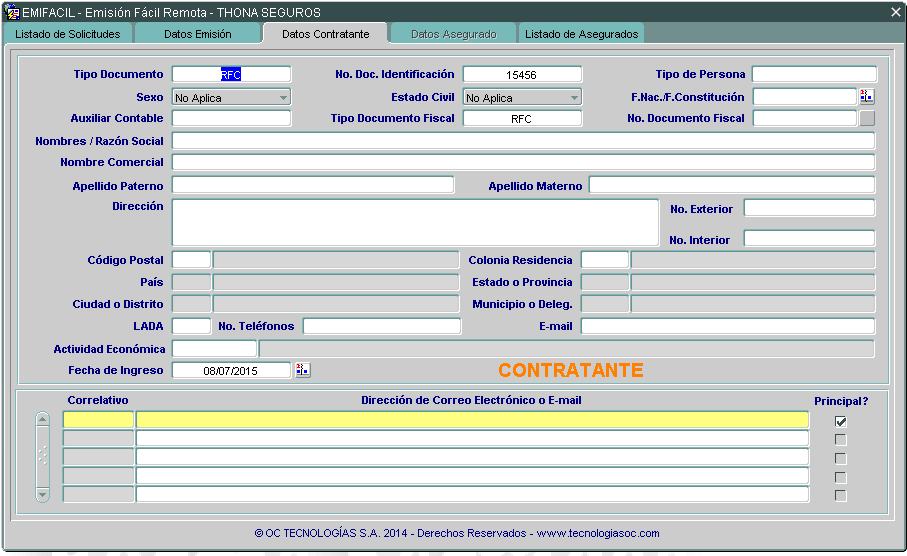 EMIFACIL - Emisión Fácil Remota - THONA SEGUROS
Listado de Solicitudes Datos Emisión Datos Contratante Datos Asegurado Listado de Asegurados
Tipo Documento RFC No. Doc. Identificación 15456 Tipo de Persona
Sexo No Aplica Estado Civil No Aplica F.Nac./F.Constitución
Auxiliar Contable Tipo Documento Fiscal RFC No. Documento Fiscal
Nombres / Razón Social
Nombre Comercial
Apellido Paterno Apellido Materno
Dirección No. Exterior
No. Interior
Código Postal Colonia Residencia
País Estado o Provincia
Ciudad o Distrito Municipio o Deleg.
LADA No. Teléfonos E-mail
Actividad Económica
Fecha de Ingreso 08/07/2015 CONTRATANTE
Correlativo Dirección de Correo Electrónico o E-mail Principal?
© OC TECNOLOGÍAS S.A. 2014 - Derechos Reservados - www.tecnologiasoc.com